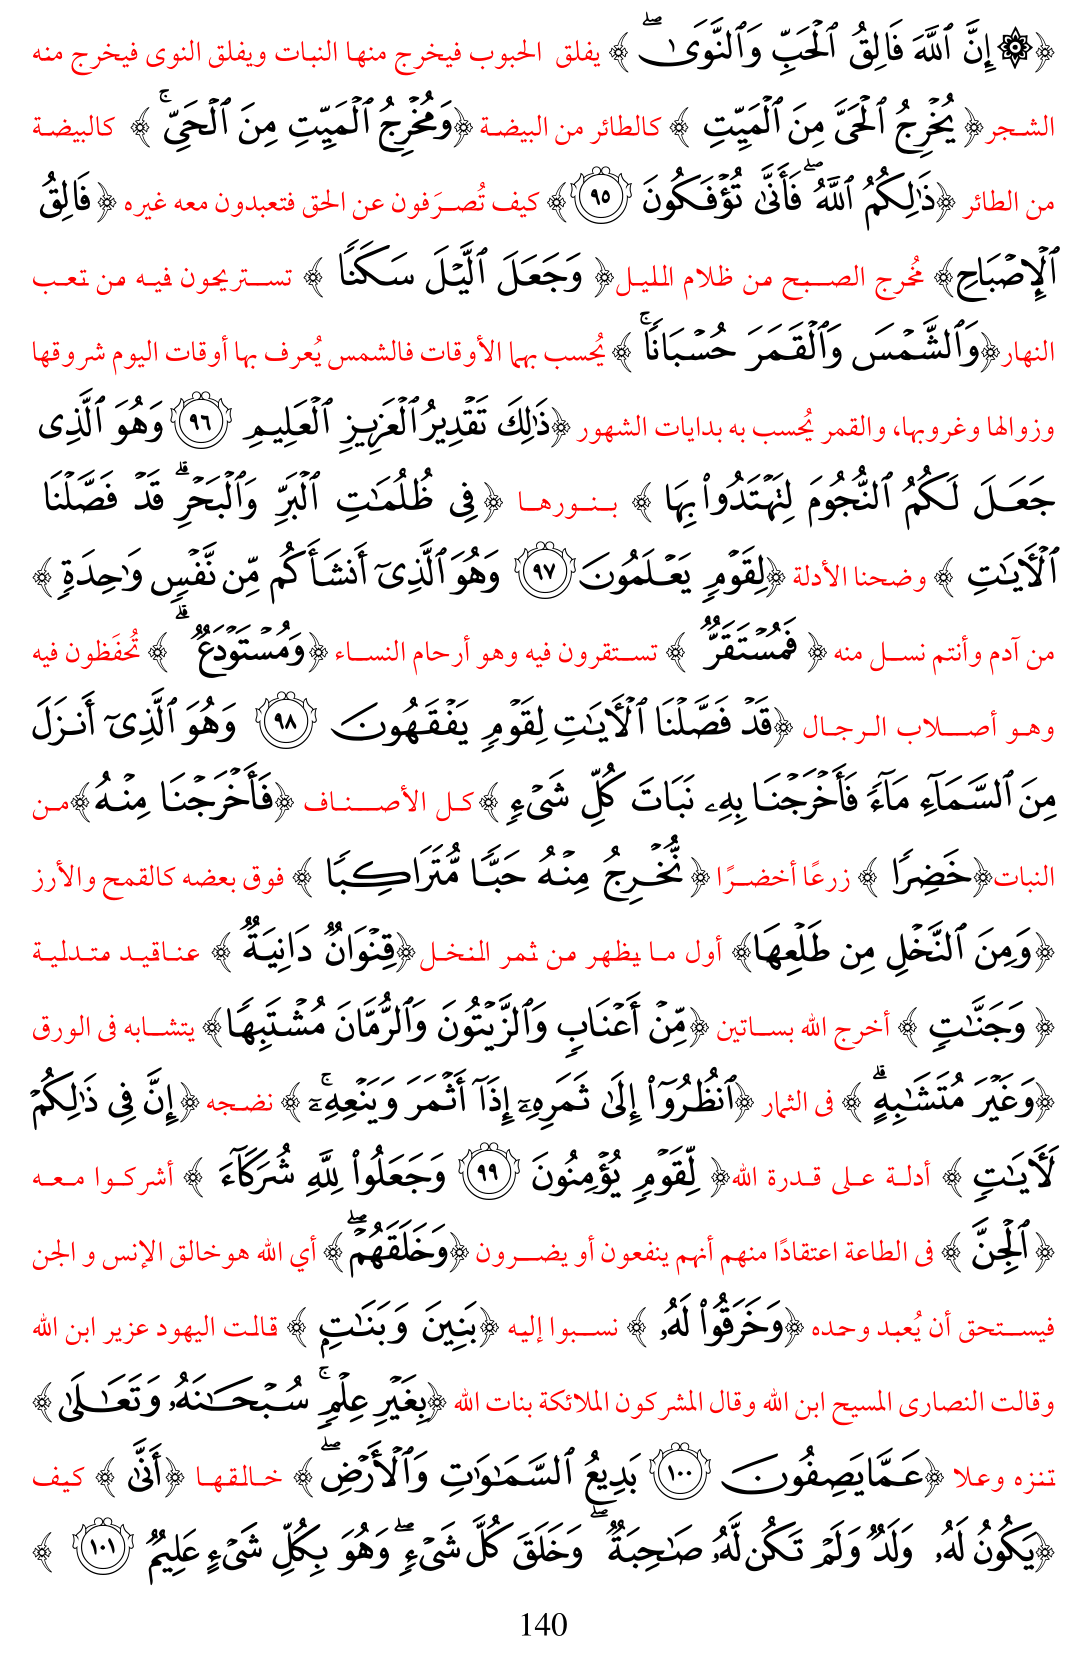 ﴿۞ إِنَّ ٱللَّهَ فَالِقُ ٱلۡحَبِّ وَٱلنَّوَىٰۖ ﴾ يفلق الحبوب فيخرج منها النبات ويفلق النوى فيخرج منه
الشجر﴿ يُخۡرِجُ ٱلۡحَيَّ مِنَ ٱلۡمَيِّتِ ﴾ كالطائر من البيضة ﴿وَمُخۡرِجُ ٱلۡمَيِّتِ مِنَ ٱلۡحَيِّۚ ﴾ كالبيضة
من الطائر ﴿ذَٰلِكُمُ ٱللَّهُۖ فَأَنَّىٰ تُؤۡفَكُونَ ٩٥﴾ كيف تُصرَفون عن الحق فتعبدون معه غيره ﴿ فَالِقُ
ٱلۡإِصۡبَاحِ﴾ مُخرج الصبح من ظلام المليل﴿ وَجَعَلَ ٱلَّيۡلَ سَكَنٗا ﴾ تستريحون فيه من تعب
النهار﴿وَٱلشَّمۡسَ وَٱلۡقَمَرَ حُسۡبَانٗاۚ ﴾ يُحسب بهما الأوقات فالشمس يُعرف بها أوقات اليوم شروقها
وزوالها وغروبها، والقمر يُحسب به بدايات الشهور ﴿ذَٰلِكَ تَقۡدِيرُ ٱلۡعَزِيزِ ٱلۡعَلِيمِ ٩٦ وَهُوَ ٱلَّذِي
جَعَلَ لَكُمُ ٱلنُّجُومَ لِتَهۡتَدُواْ بِهَا ﴾ بنورها ﴿ فِي ظُلُمَٰتِ ٱلۡبَرِّ وَٱلۡبَحۡرِۗ قَدۡ فَصَّلۡنَا
ٱلۡأٓيَٰتِ ﴾ وضحنا الأدلة ﴿لِقَوۡمٖ يَعۡلَمُونَ ٩٧ وَهُوَ ٱلَّذِيٓ أَنشَأَكُم مِّن نَّفۡسٖ وَٰحِدَةٖ ﴾
من آدم وأنتم نسل منه ﴿ فَمُسۡتَقَرّٞ ﴾ تستقرون فيه وهو أرحام النساء ﴿وَمُسۡتَوۡدَعٞۗ ﴾ تُحفَظون فيه
وهو أصلاب الرجال ﴿قَدۡ فَصَّلۡنَا ٱلۡأٓيَٰتِ لِقَوۡمٖ يَفۡقَهُونَ ٩٨ وَهُوَ ٱلَّذِيٓ أَنزَلَ
مِنَ ٱلسَّمَآءِ مَآءٗ فَأَخۡرَجۡنَا بِهِۦ نَبَاتَ كُلِّ شَيۡءٖ ﴾ كل الأصناف ﴿فَأَخۡرَجۡنَا مِنۡهُ﴾من
النبات﴿خَضِرٗا ﴾ زرعًا أخضرًا ﴿نُّخۡرِجُ مِنۡهُ حَبّٗا مُّتَرَاكِبٗا ﴾ فوق بعضه كالقمح والأرز
﴿وَمِنَ ٱلنَّخۡلِ مِن طَلۡعِهَا﴾ أول ما يظهر من ثمر النخل ﴿قِنۡوَانٞ دَانِيَةٞ ﴾ عناقيد متدلية
﴿ وَجَنَّٰتٖ ﴾ أخرج الله بساتين ﴿مِّنۡ أَعۡنَابٖ وَٱلزَّيۡتُونَ وَٱلرُّمَّانَ مُشۡتَبِهٗا﴾ يتشابه فى الورق
﴿وَغَيۡرَ مُتَشَٰبِهٍۗ ﴾ فى الثمار ﴿ٱنظُرُوٓاْ إِلَىٰ ثَمَرِهِۦٓ إِذَآ أَثۡمَرَ وَيَنۡعِهِۦٓۚ﴾ نضجه ﴿إِنَّ فِي ذَٰلِكُمۡ
لَأٓيَٰتٖ ﴾ أدلة على قدرة الله﴿ لِّقَوۡمٖ يُؤۡمِنُونَ ٩٩ وَجَعَلُواْ لِلَّهِ شُرَكَآءَ ﴾ أشركوا معه
﴿ ٱلۡجِنَّ ﴾ فى الطاعة اعتقادًا منهم أنهم ينفعون أو يضرون ﴿وَخَلَقَهُمۡۖ﴾ أي الله هو خالق الإنس و الجن
فيستحق أن يُعبد وحده ﴿وَخَرَقُواْ لَهُۥ ﴾ نسبوا إليه ﴿بَنِينَ وَبَنَٰتِۭ ﴾ قالت اليهود عزير ابن الله
وقالت النصارى المسيح ابن الله وقال المشركون الملائكة بنات الله ﴿بِغَيۡرِ عِلۡمٖۚ سُبۡحَٰنَهُۥ وَتَعَٰلَىٰ ﴾
تنزه وعلا ﴿عَمَّا يَصِفُونَ ١٠٠ بَدِيعُ ٱلسَّمَٰوَٰتِ وَٱلۡأَرۡضِۖ﴾ خالقها ﴿أَنَّىٰ ﴾ كيف
﴿يَكُونُ لَهُۥ وَلَدٞ وَلَمۡ تَكُن لَّهُۥ صَٰحِبَةٞۖ وَخَلَقَ كُلَّ شَيۡءٖۖ وَهُوَ بِكُلِّ شَيۡءٍ عَلِيمٞ ١٠١ ﴾
140